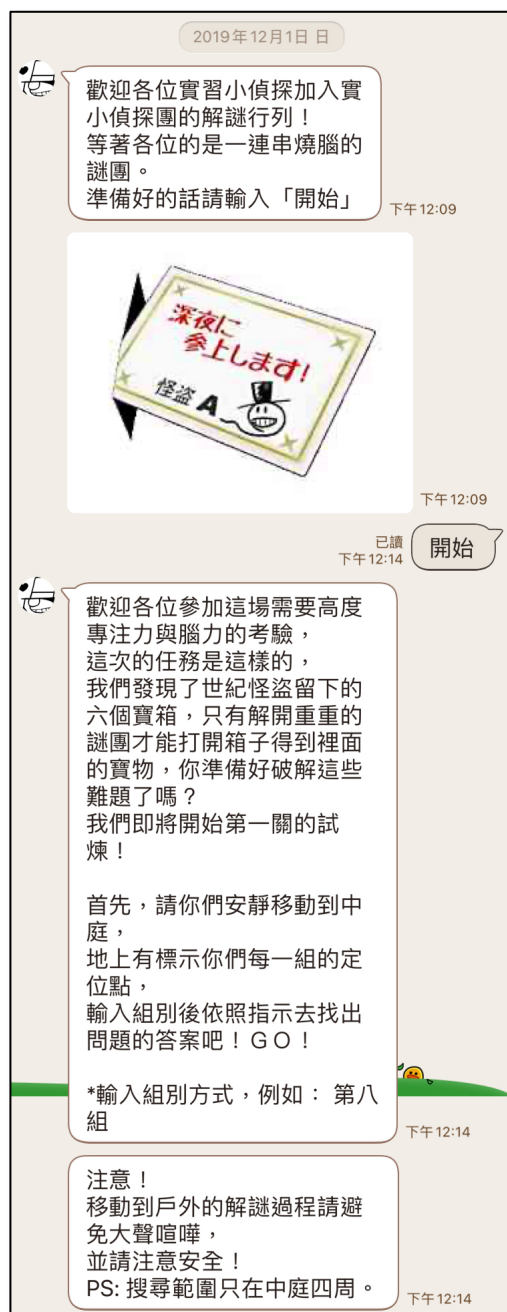 2019年12月1日 日
歡迎各位實習小偵探加入實
小偵探團的解謎行列！
等著各位的是一連串燒腦的
謎團。
準備好的話請輸入「開始」
下午12:09
深夜に
参上します!
怪盗 A
下午12:09
已讀
下午12:14
開始
歡迎各位參加這場需要高度
專注力與腦力的考驗，
這次的任務是這樣的，
我們發現了世紀怪盜留下的
六個寶箱，只有解開重重的
謎團才能打開箱子得到裡面
的寶物，你準備好破解這些
難題了嗎？
我們即將開始第一關的試
煉！
首先，請你們安靜移動到中
庭，
地上有標示你們每一組的定
位點，
輸入組別後依照指示去找出
問題的答案吧！ＧＯ！
*輸入組別方式，例如： 第八
組
下午12:14
注意！
移動到戶外的解謎過程請避
免大聲喧嘩，
並請注意安全！
PS: 搜尋範圍只在中庭四周。
下午12:14